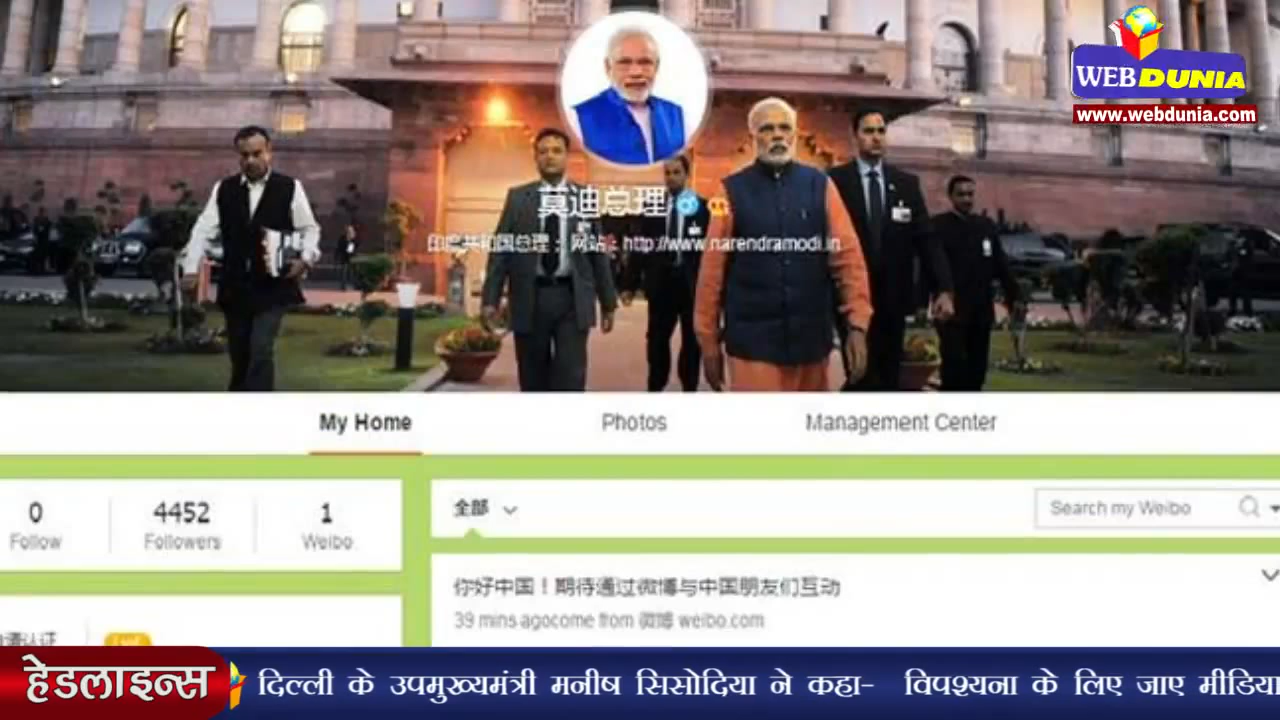 WEBDUNIA
www.webdunia.com
莫迪总理
印度共和国总理； 网站：http://www.narendramodi.in
My Home
Photos
Management Center
0
4452
1
Follow
Followers
Weibo
全部
Search my Weibo
你好中国！期待通过微博与中国朋友们互动
39 mins agocome from 微博 weibo.com
请认证
हेडलाइन्स
दिल्ली के उपमुख्यमंत्री मनीष सिसोदिया ने कहा- विपश्यना के लिए जाए मीडिया